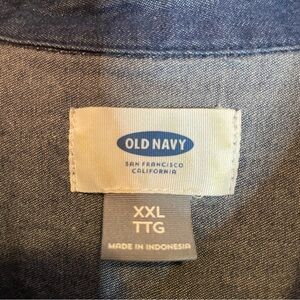 OLD NAVY
SAN FRANCISCO
CALIFORNIA
XXL
TTG
MADE IN INDONESIA